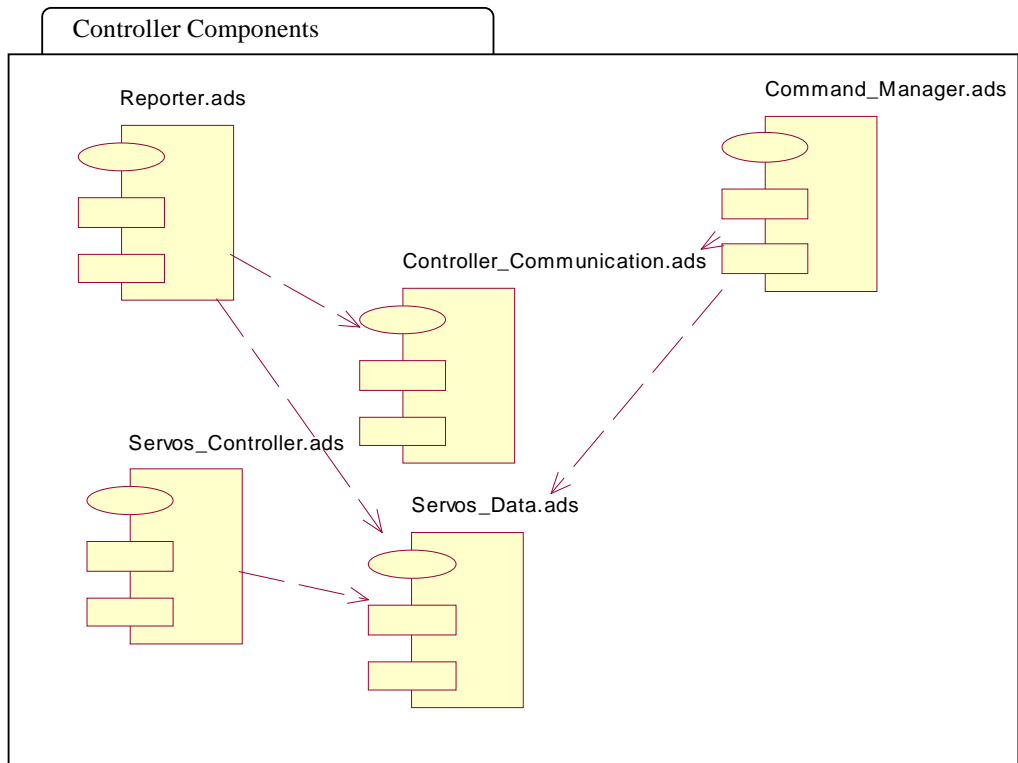 Controller Components
Reporter.ads
Command_Manager.ads
Controller_Communication.ads
Servos_Controller.ads
Servos_Data.ads